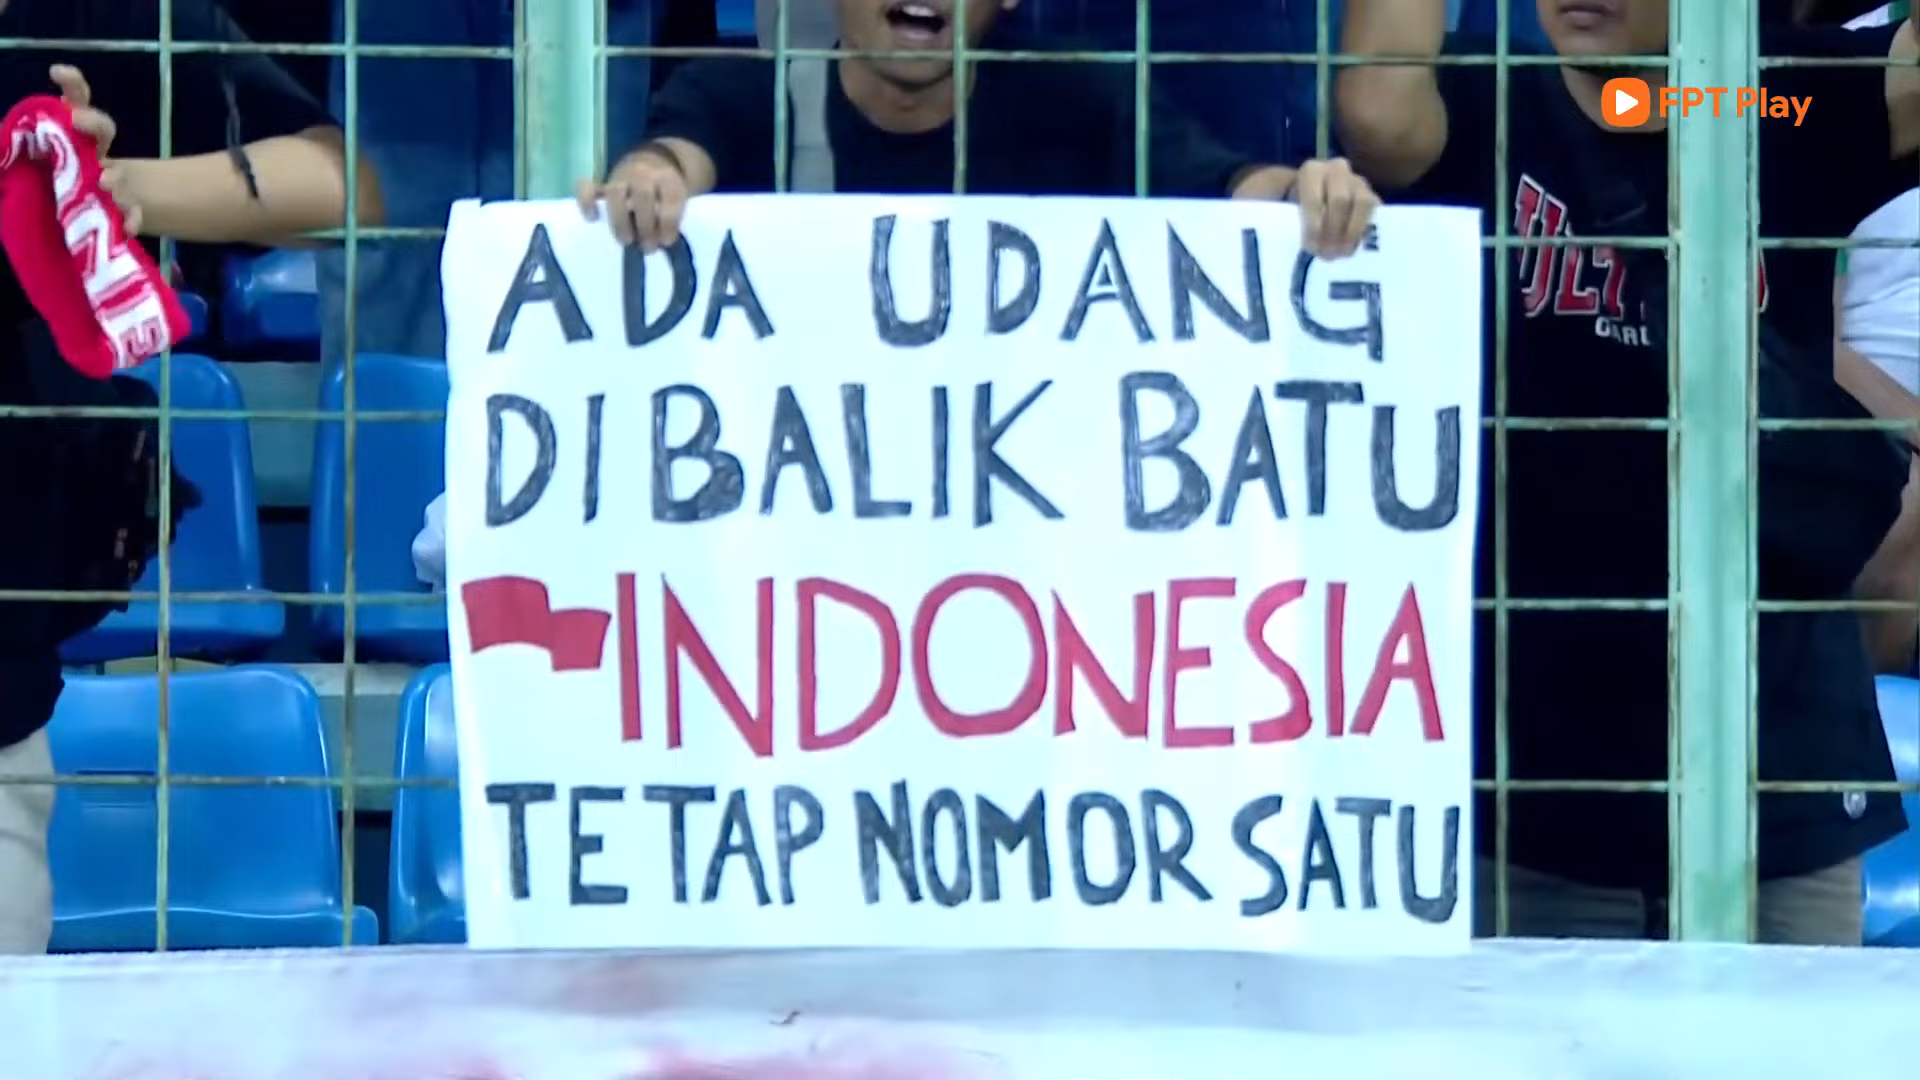 FPT Play
ADA UDANG
DI BALIK BATU
INDONESIA
TETAP NOMOR SATU